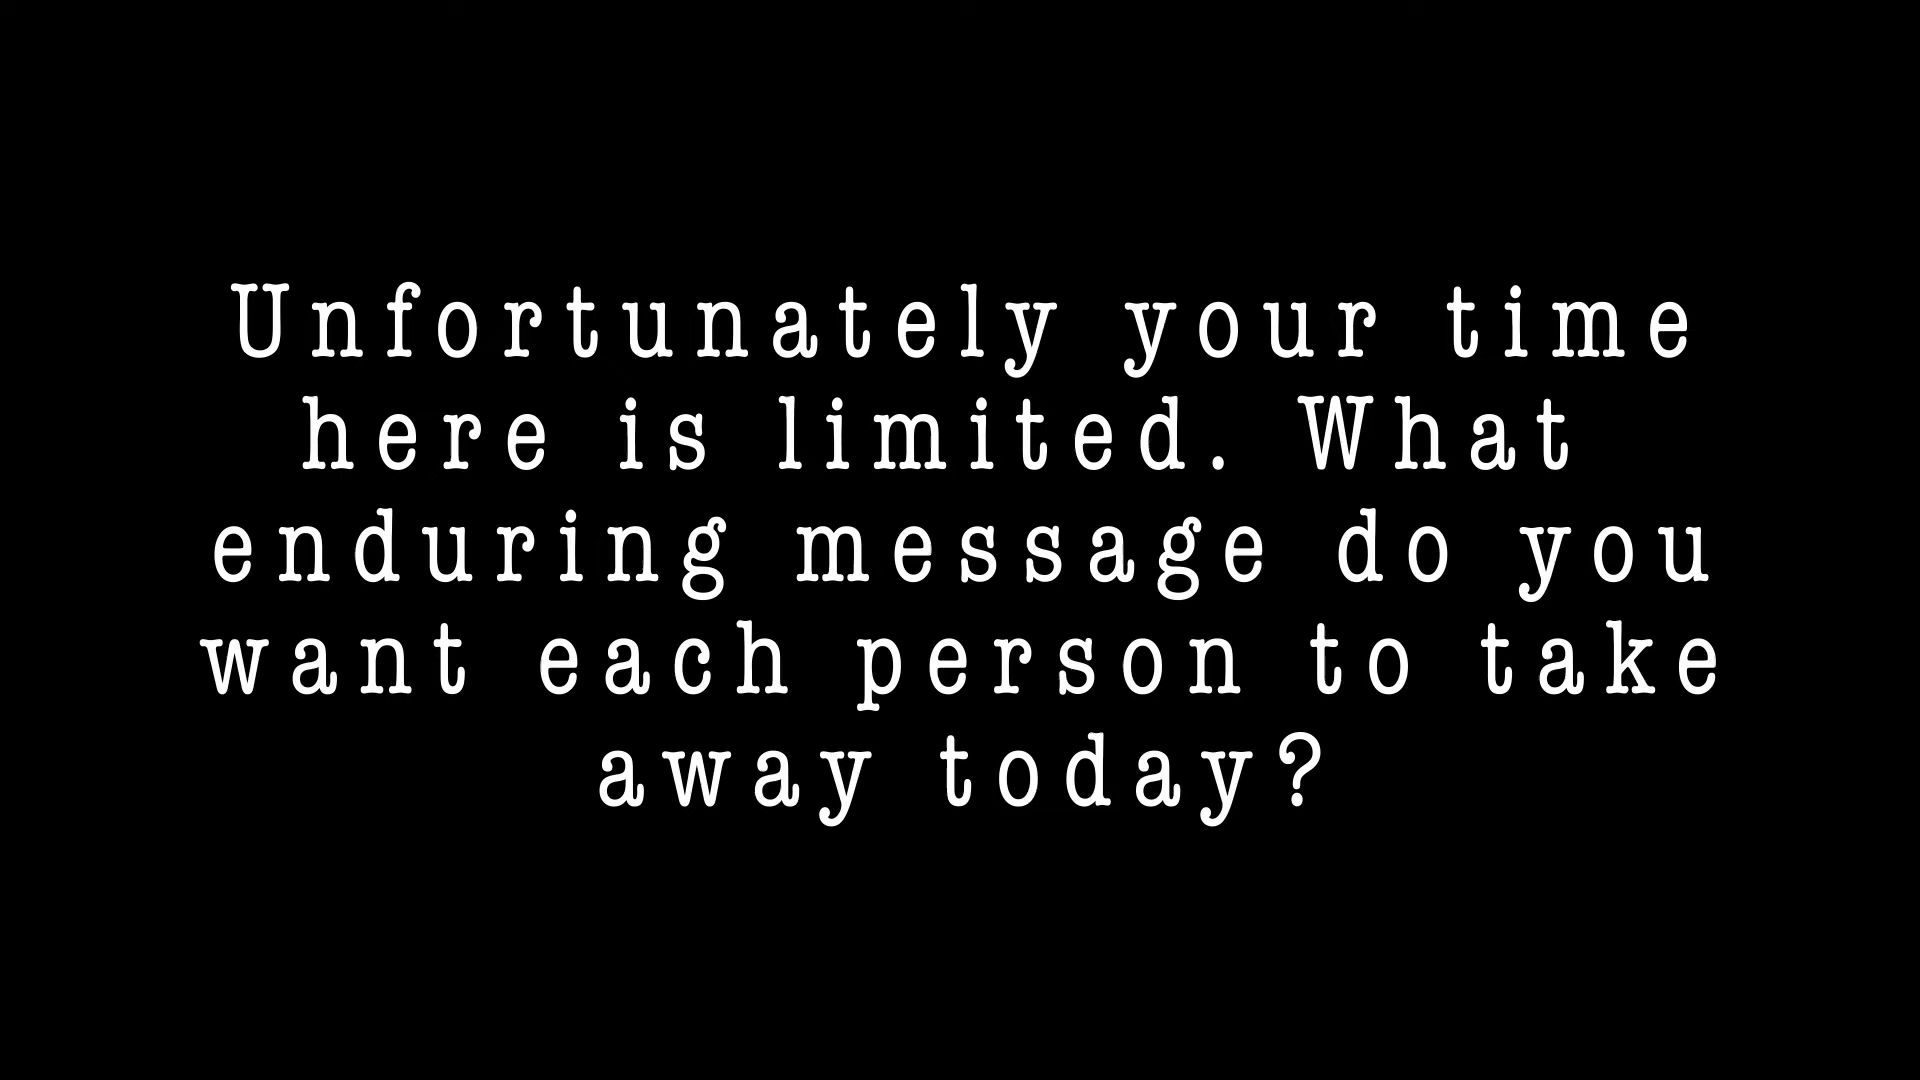 Unfortunately your time
here is limited. What
enduring message do you
want each person to take
away today?